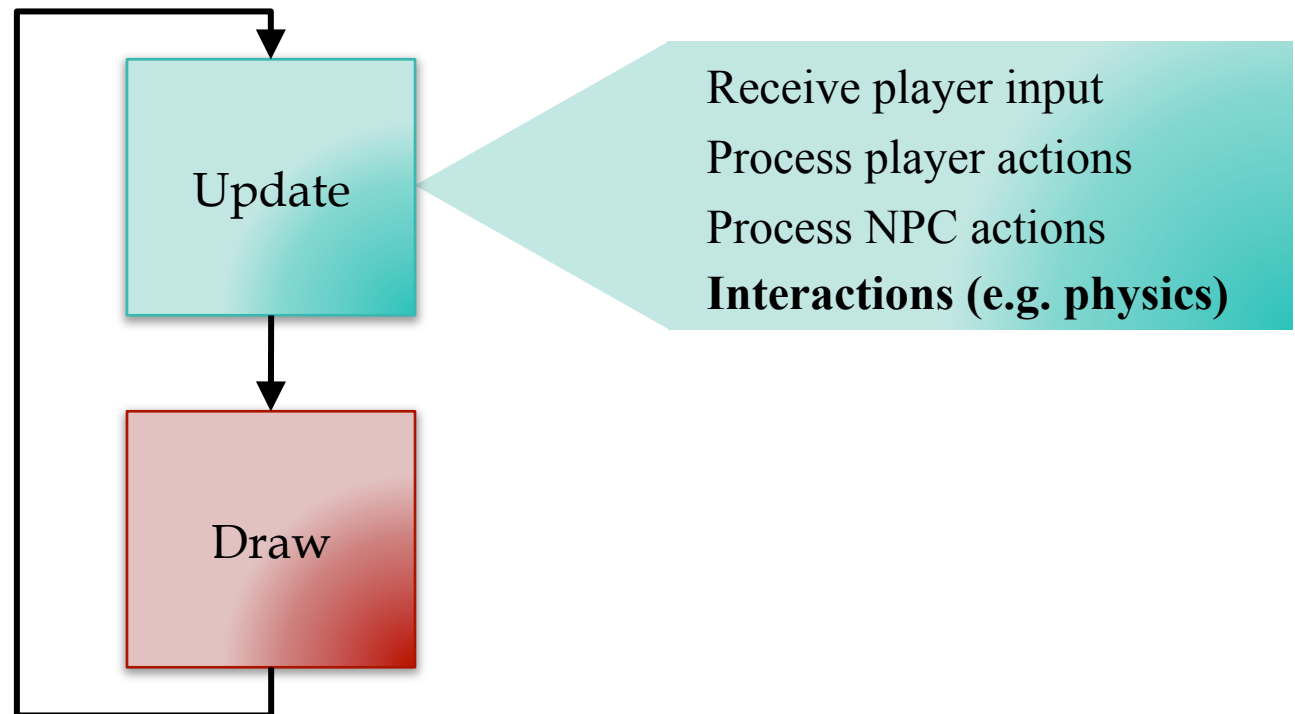 Update
Receive player input
Process player actions
Process NPC actions
Interactions (e.g. physics)
Draw